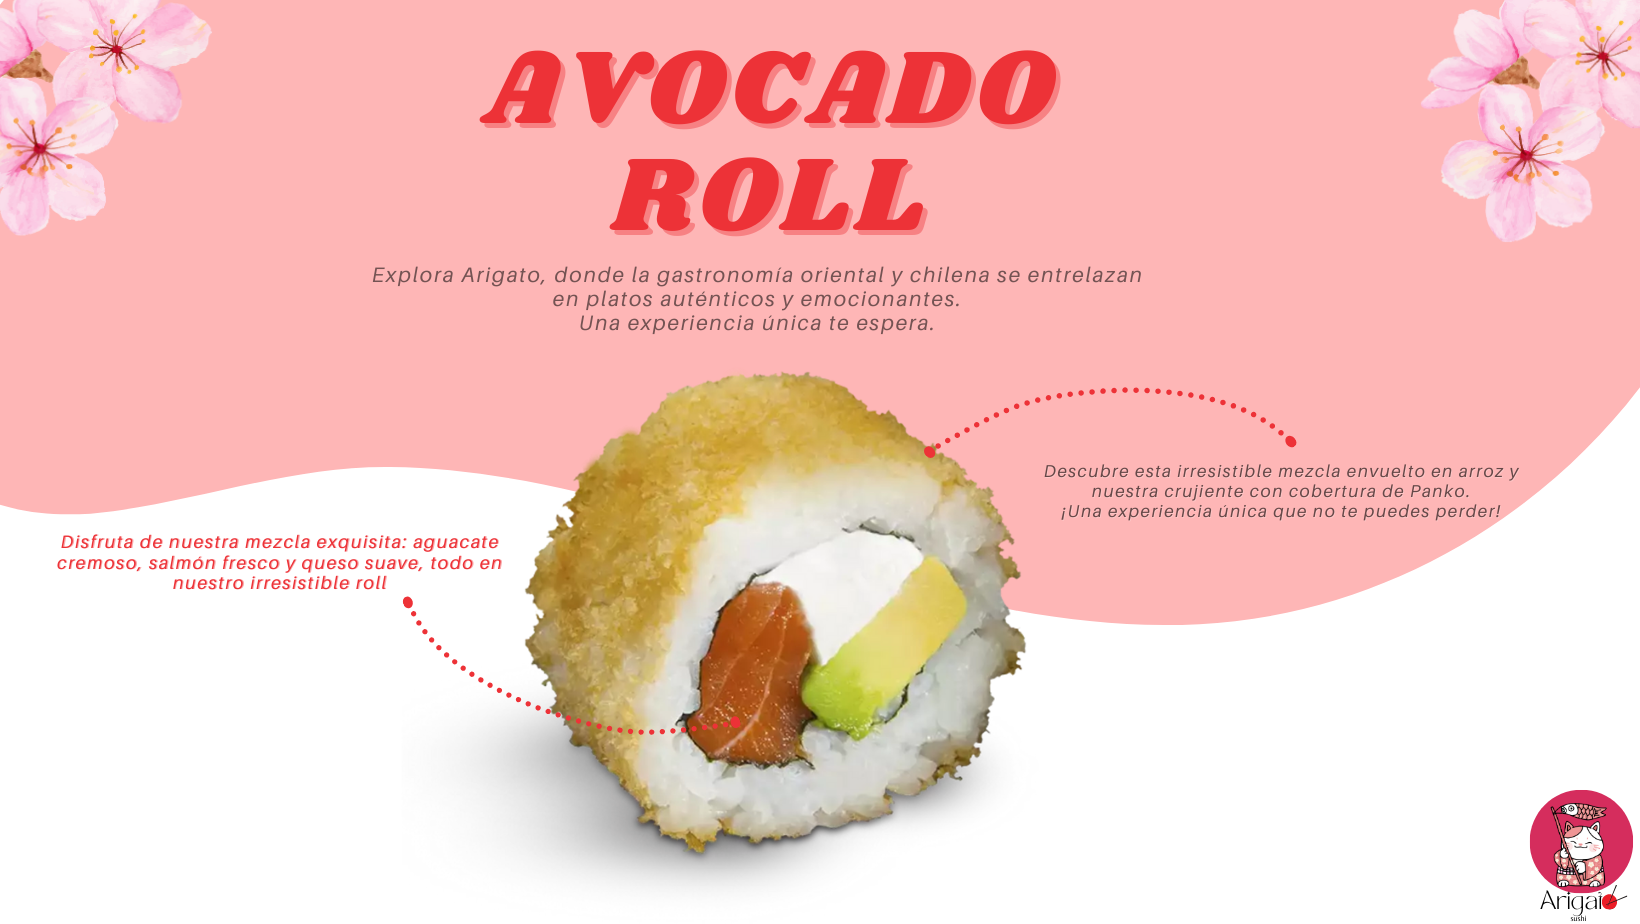 AVOCADO
ROLL
Explora Arigato, donde la gastronomía oriental y chilena se entrelazan
en platos auténticos y emocionantes.
Una experiencia única te espera.
Descubre esta irresistible mezcla envuelto en arroz y
nuestra crujiente con cobertura de Panko.
¡Una experiencia única que no te puedes perder!
Disfruta de nuestra mezcla exquisita: aguacate
cremoso, salmón fresco y queso suave, todo en
nuestro irresistible roll
Arigato
sushi